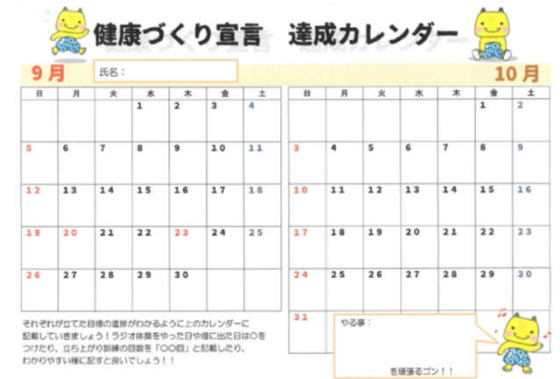 健康づくり宣言 達成カレンダー
9月 氏名： 10月
日 月 火 水 木 金 土
1 2 3 4
5 6 7 8 9 10 11
12 13 14 15 16 17 18
19 20 21 22 23 24 25
26 27 28 29 30
日 月 火 水 木 金 土
1 2
3 4 5 6 7 8 9
10 11 12 13 14 15 16
17 18 19 20 21 22 23
24 25 26 27 28 29 30
31
それぞれが立てた目標の進捗がわかるように上のカレンダーに
記載していきましょう！ラジオ体操をやった日や畑に出た日は〇を
つけたり、立ち上がり訓練の回数を「〇〇回」と記載したり、
わかりやすい様に記すと良いでしょう！！
やる事：
を頑張るゴン！！